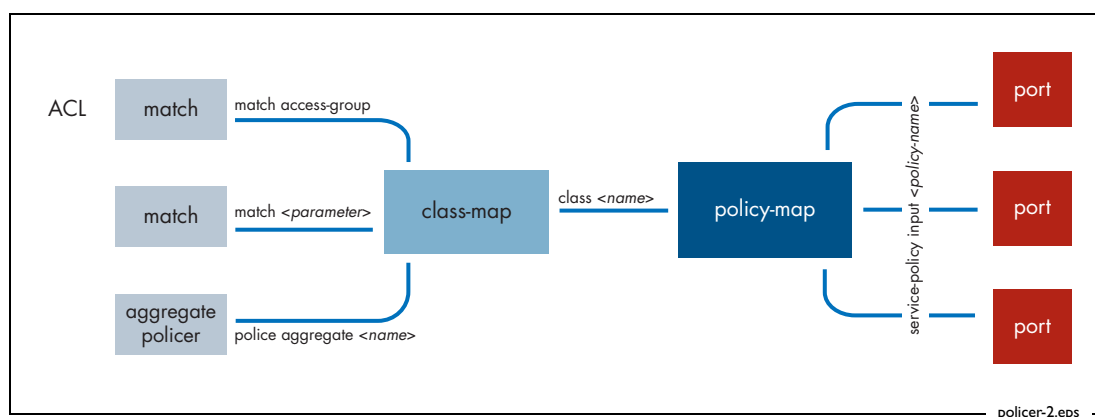 ACL
match
match access-group
match
match <parameter>
aggregate
policer
police aggregate <name>
class-map
class <name>
policy-map
service-policy input <policy-name>
port
port
port
policer-2.eps